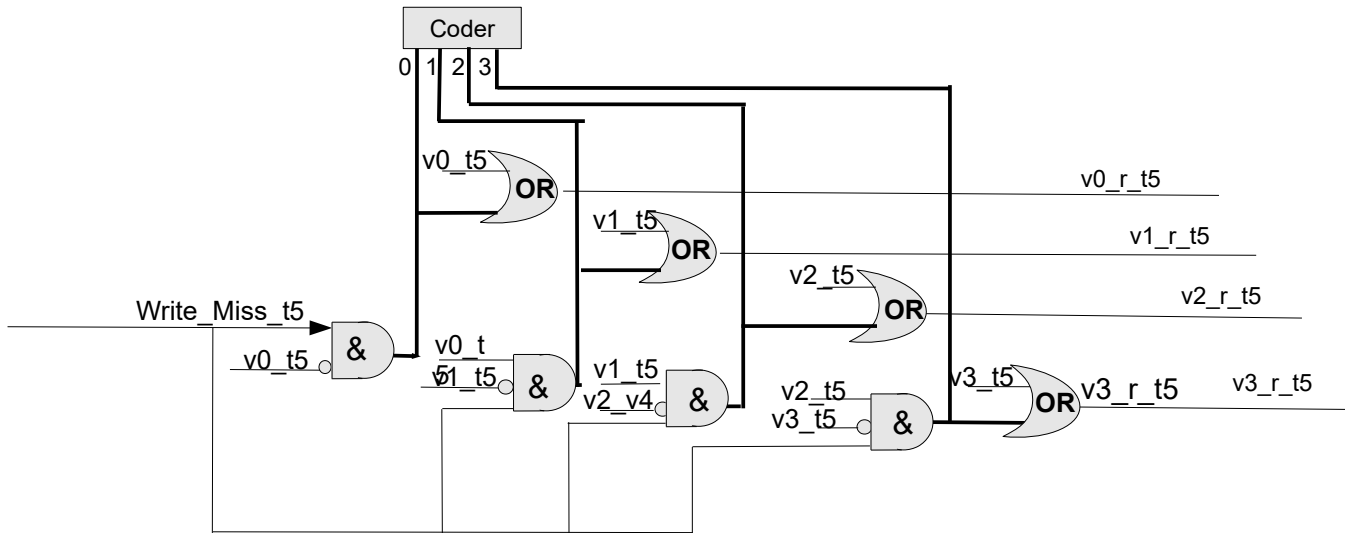 Coder
0 1 2 3
v0_t5
OR
v0_r_t5
v1_t5
OR
v1_r_t5
v2_t5
OR
v2_r_t5
Write_Miss_t5
&
v0_t5
v0_t
5
v1_t5
&
v1_t5
v2_v4
&
v2_t5
v3_t5
&
v3_t5
OR
v3_r_t5
v3_r_t5